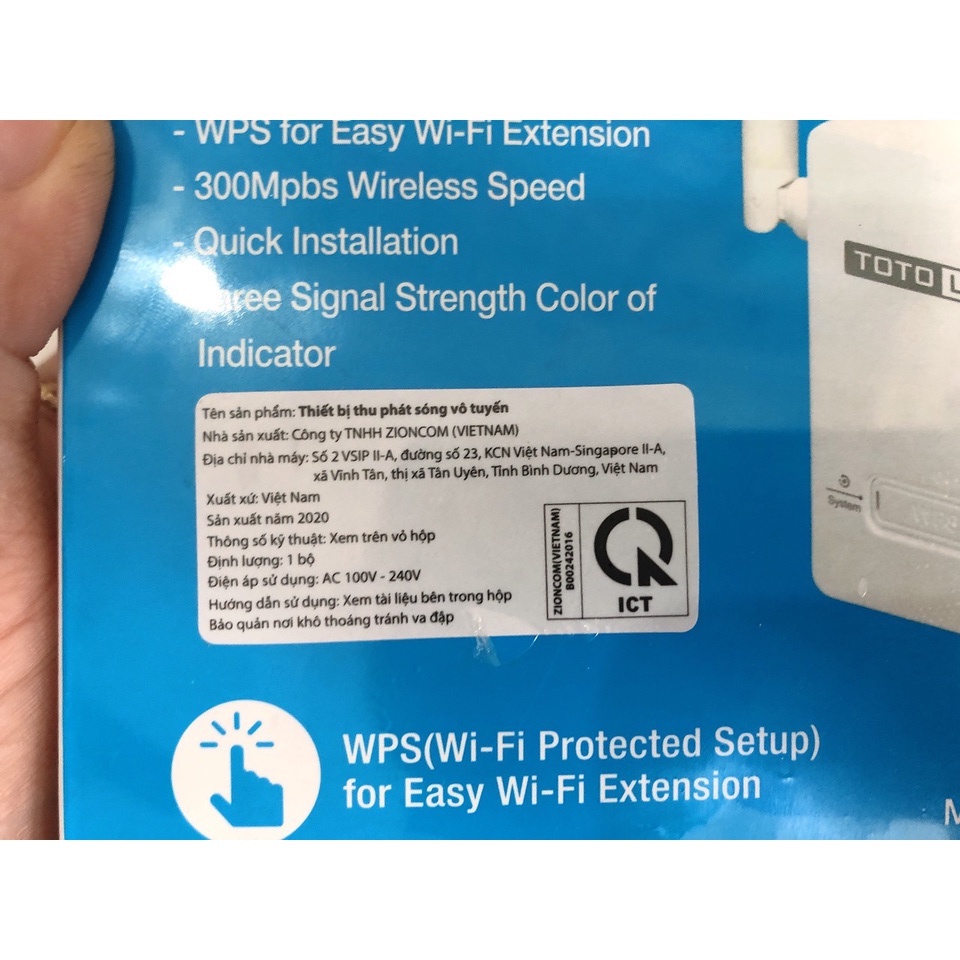 - WPS for Easy Wi-Fi Extension
- 300Mpbs Wireless Speed
- Quick Installation
Signal Strength Color of
Indicator
TOTO
Tên sản phẩm: Thiết bị thu phát sóng vô tuyến
Nhà sản xuất: Công ty TNHH ZIONCOM (VIETNAM)
Địa chỉ nhà máy: Số 2 VSIP II-A, đường số 23, KCN Việt Nam-Singapore II-A,
xã Vĩnh Tân, thị xã Tân Uyên, Tỉnh Bình Dương, Việt Nam
Xuất xứ: Việt Nam
Sản xuất năm 2020
Thông số kỹ thuật: Xem trên vỏ hộp
Định lượng: 1 bộ
Điện áp sử dụng: AC 100V - 240V
Hướng dẫn sử dụng: Xem tài liệu bên trong hộp
Bảo quản nơi khô thoáng tránh va đập
ZIONCOM(VIETNAM)
B00242016
ICT
System
WPS(Wi-Fi Protected Setup)
for Easy Wi-Fi Extension